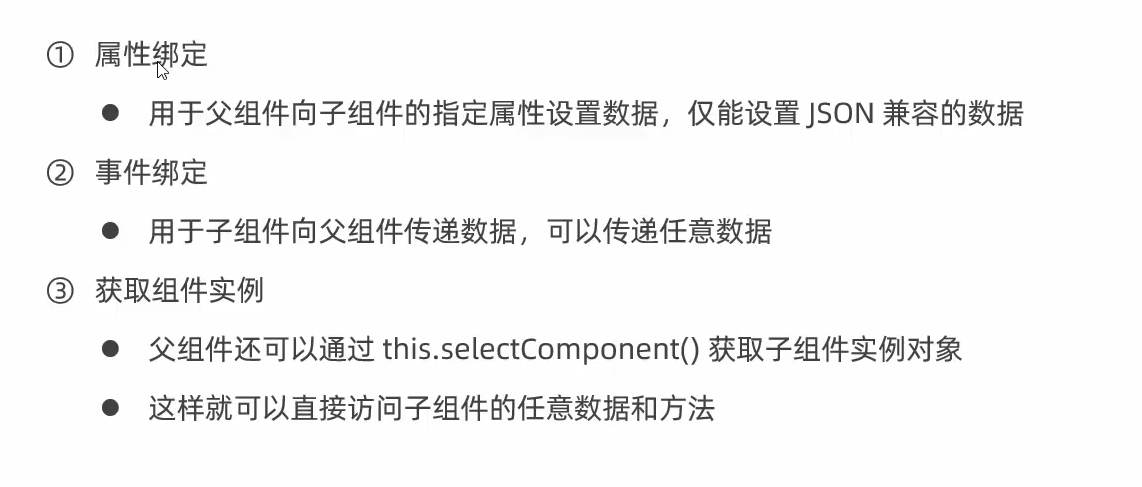 ① 属性绑定
● 用于父组件向子组件的指定属性设置数据，仅能设置 JSON 兼容的数据
② 事件绑定
● 用于子组件向父组件传递数据，可以传递任意数据
③ 获取组件实例
● 父组件还可以通过 this.selectComponent() 获取子组件实例对象
● 这样就可以直接访问子组件的任意数据和方法